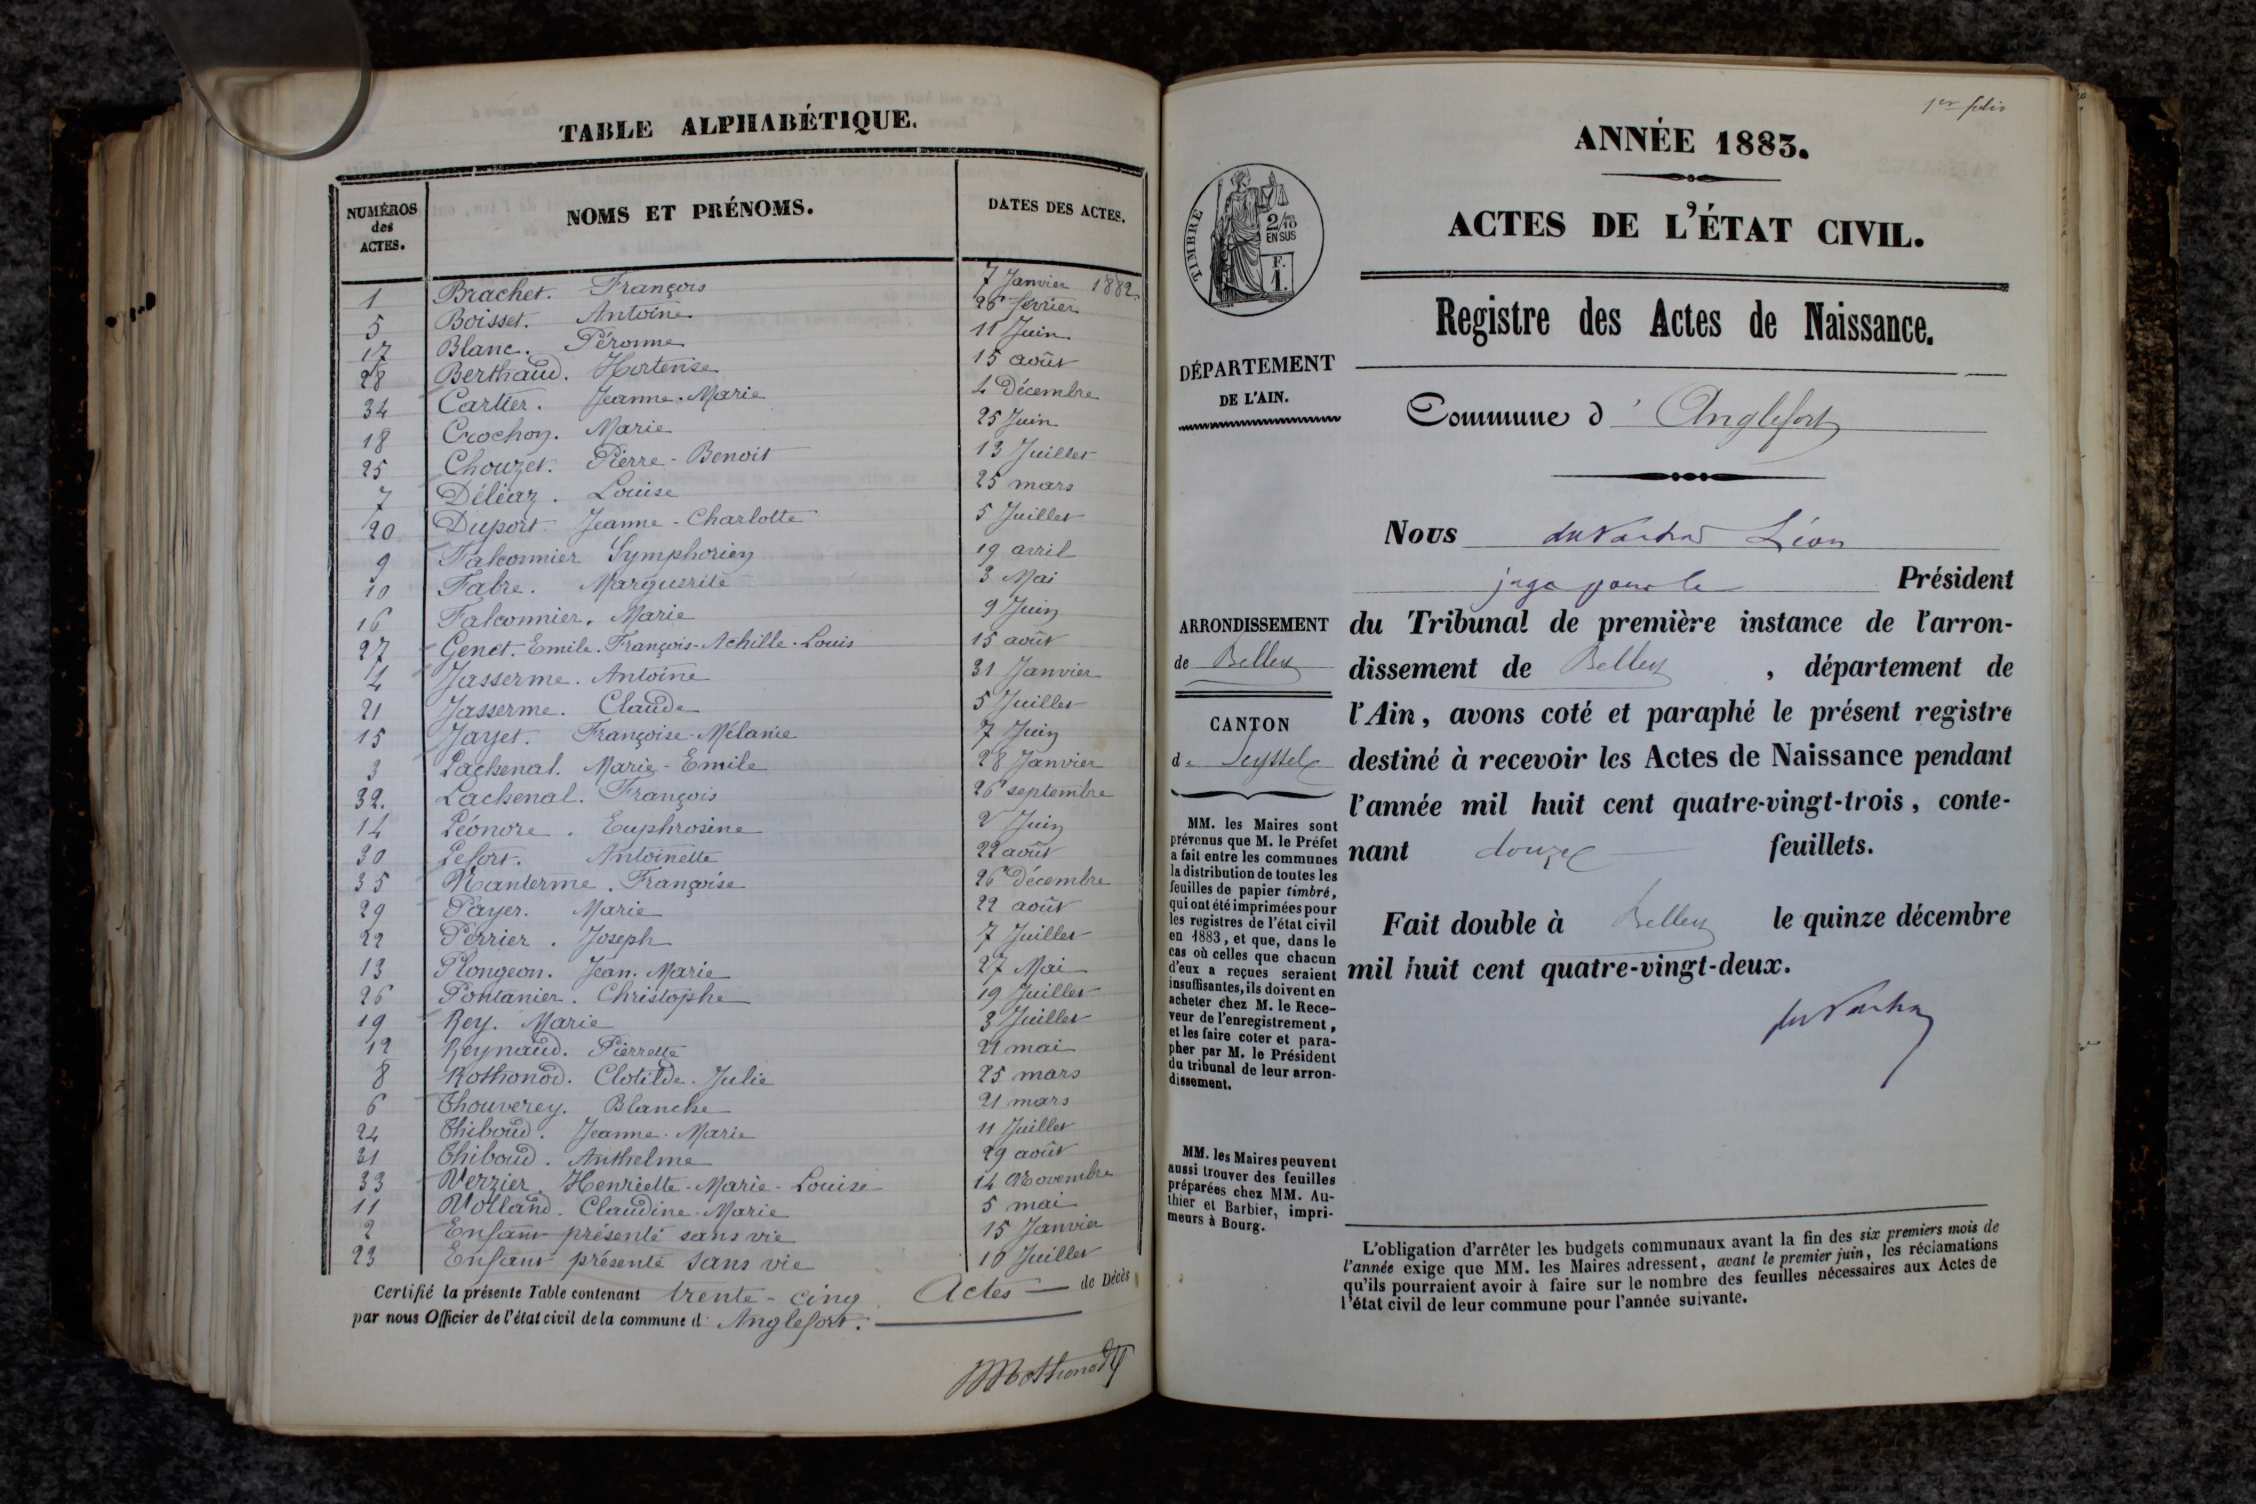 TABLE ALPHABÉTIQUE.
NUMÉROS des ACTES. NOMS ET PRÉNOMS. DATES DES ACTES.
1 Brachet. François 7 Janvier 1882.
5 Boisset. Antoine 26 février
17 Blanc. Péronne 11 Juin
28 Berthaud. Hortense 15 août
34 Carlier. Jeanne-Marie 4 Décembre
18 Crochon. Marie 25 Juin
25 Chouzet. Pierre-Benoit 13 Juillet
7 Déléaz. Louise 25 mars
20 Duport Jeanne-Charlotte 5 Juillet
9 Falconnier Symphorien 19 avril
10 Fabre. Marguerite 3 Mai
16 Falconnier. Marie 9 Juin
27 Genet. Emile. François-Achille-Louis 15 août
4 Jasserme. Antoine 31 Janvier
21 Jasserme. Claude 5 Juillet
15 Jayet. Françoise-Mélanie 7 Juin
3 Lachenal. Marie-Emile 28 Janvier
32. Lachenal. François 26 septembre
14 Léonore. Euphrosine 2 Juin
30 Lefort. Antoinette 22 août
35 Nanterme. Françoise 26 Décembre
29 Payer. Marie 22 août
22 Perrier. Joseph 7 Juillet
13 Plongeon. Jean-Marie 27 Mai
26 Pontanier. Christophe 19 Juillet
19 Rey. Marie 3 Juillet
12 Reynaud. Pierrette 21 mai
8 Rothonod. Clotilde. Julie 25 mars
6 Thouverey. Blanche 21 mars
24 Thiboud. Jeanne-Marie 11 Juillet
31 Thiboud. Anthelme 29 août
33 Verzier. Henriette-Marie-Louise 14 Novembre
11 Volland. Claudine-Marie 5 mai
2 Enfant présenté sans vie 15 Janvier
23 Enfant présenté sans vie 10 Juillet
Certifié la présente Table contenant trente-cinq Actes de Décès
par nous Officier de l'état civil de la commune d' Anglefort.
1er folio
ANNÉE 1883.
ACTES DE L'ÉTAT CIVIL.
TIMBRE
2/10
EN SUS
F.
1.
Registre des Actes de Naissance.
DÉPARTEMENT
DE L'AIN.
Commune d' Anglefort
Nous Léon
juge pour le Président
du Tribunal de première instance de l'arron-
dissement de Belley, département de
l'Ain, avons coté et paraphé le présent registre
destiné à recevoir les Actes de Naissance pendant
l'année mil huit cent quatre-vingt-trois, conte-
nant douze feuillets.
Fait double à Belley le quinze décembre
mil huit cent quatre-vingt-deux.
ARRONDISSEMENT
de Belley
CANTON
de Seyssel
MM. les Maires sont
prévenus que M. le Préfet
a fait entre les communes
la distribution de toutes les
feuilles de papier timbré,
qui ont été imprimées pour
les registres de l'état civil
en 1883, et que, dans le
cas où celles que chacun
d'eux a reçues seraient
insuffisantes, ils doivent en
acheter chez M. le Rece-
veur de l'enregistrement,
et les faire coter et para-
pher par M. le Président
du tribunal de leur arron-
dissement.
MM. les Maires peuvent
aussi trouver des feuilles
préparées chez MM. Au-
thier et Barbier, impri-
meurs à Bourg.
L'obligation d'arrêter les budgets communaux avant la fin des six premiers mois de
l'année exige que MM. les Maires adressent, avant le premier juin, les réclamations
qu'ils pourraient avoir à faire sur le nombre des feuilles nécessaires aux Actes de
l'état civil de leur commune pour l'année suivante.